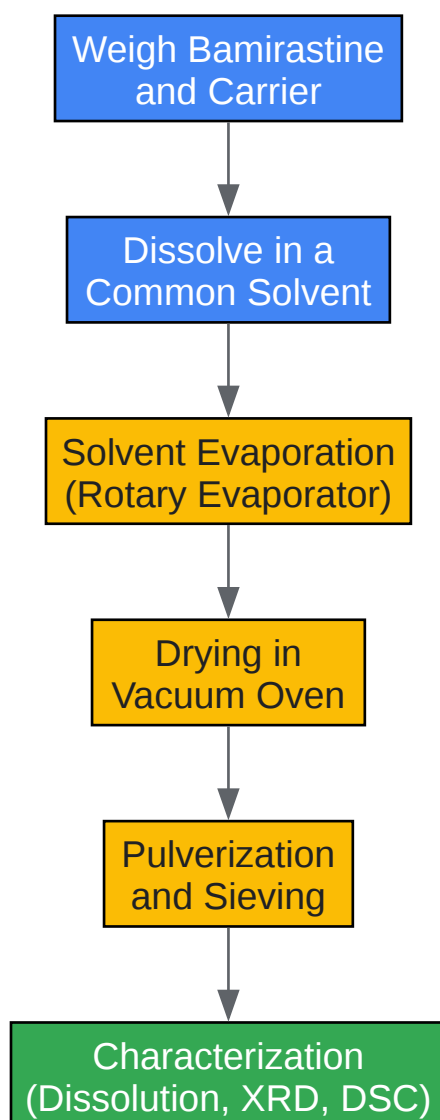 Weigh Bamirastine
and Carrier
Dissolve in a
Common Solvent
Solvent Evaporation
(Rotary Evaporator)
Drying in
Vacuum Oven
Pulverization
and Sieving
Characterization
(Dissolution, XRD, DSC)